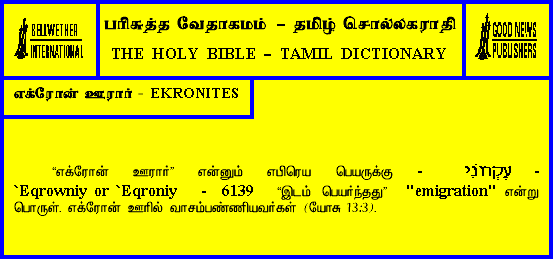 BELLWETHER
INTERNATIONAL
பரிசுத்த வேதாகமம் – தமிழ் சொல்லகராதி
THE HOLY BIBLE – TAMIL DICTIONARY
GOOD NEWS
PUBLISHERS
எக்ரோன் ஊரார் - EKRONITES
“எக்ரோன் ஊரார்” என்னும் எபிரெய பெயருக்கு - עֶקְרוֹנִי -
`Eqrowniy or `Eqroniy - 6139 “இடம் பெயர்ந்தது” "emigration" என்று
பொருள். எக்ரோன் ஊரில் வாசம்பண்ணியவர்கள் (யோசு 13:3).